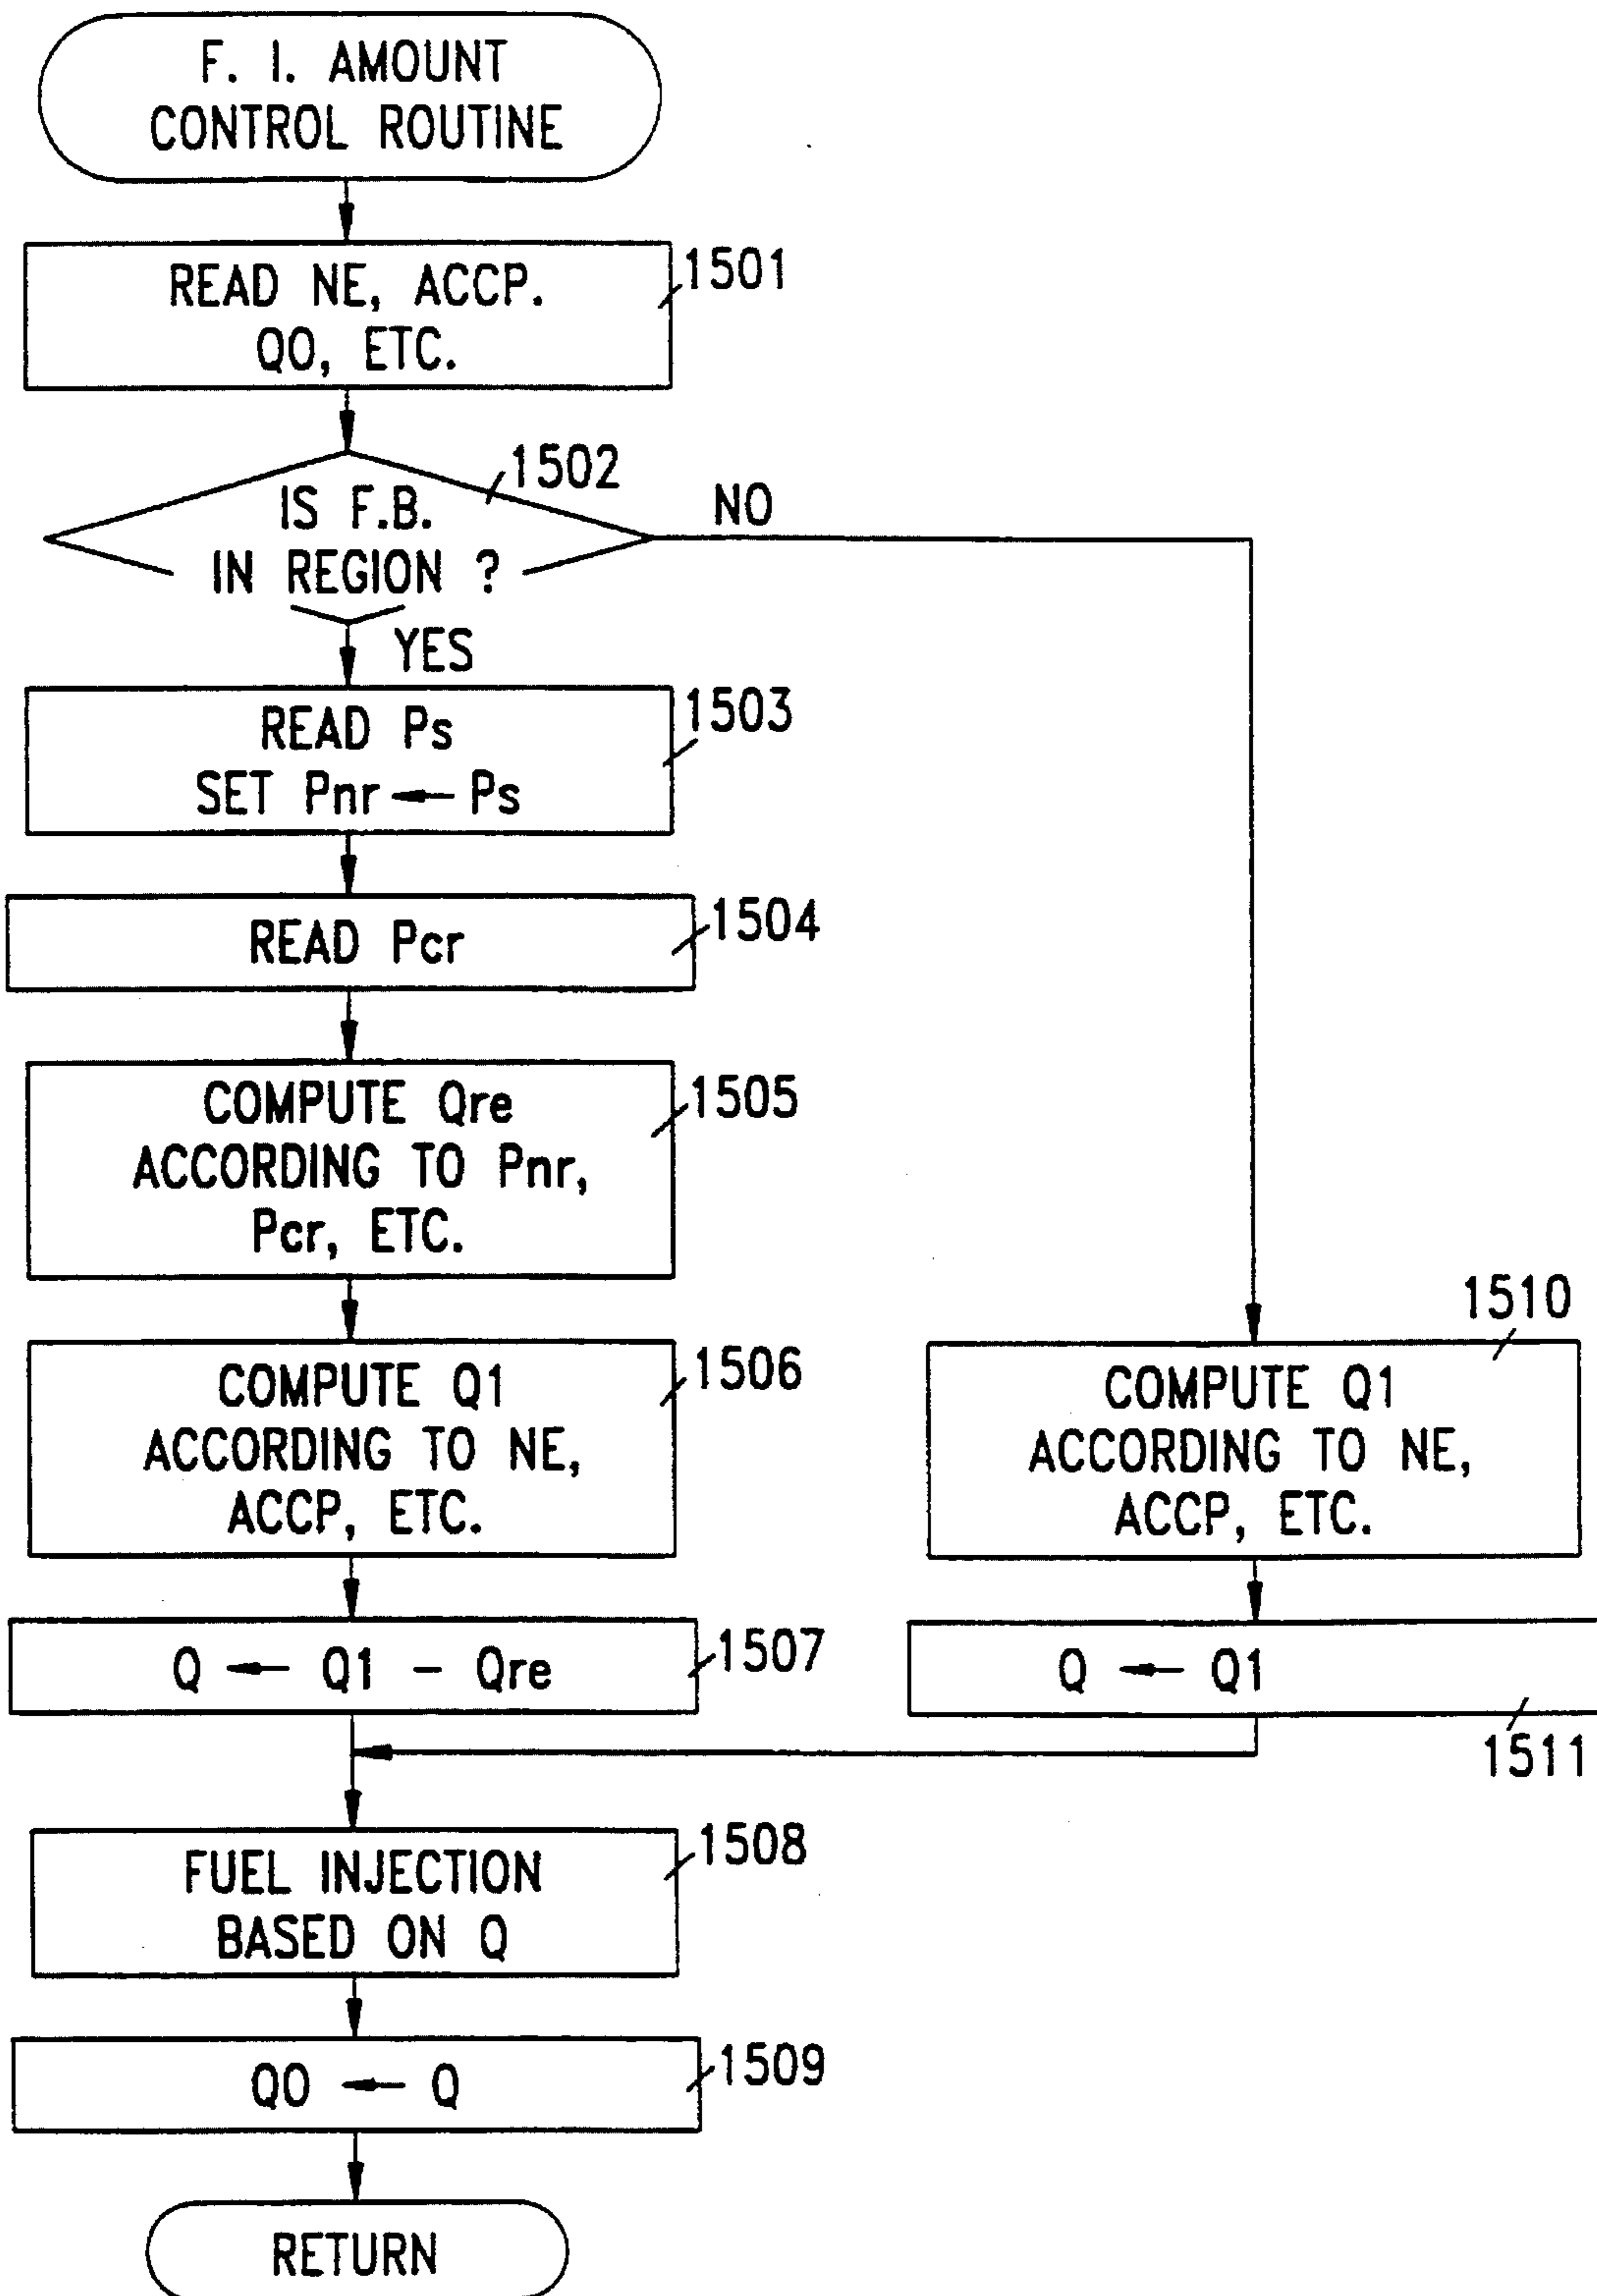 F. I. AMOUNT
CONTROL ROUTINE
READ NE, ACCP.
Q0, ETC.
1501
IS F.B.
IN REGION ?
1502
NO
YES
READ Ps
SET Pnr ← Ps
1503
READ Pcr
1504
COMPUTE Qre
ACCORDING TO Pnr,
Pcr, ETC.
1505
COMPUTE Q1
ACCORDING TO NE,
ACCP, ETC.
1506
Q ← Q1 - Qre
1507
1510
COMPUTE Q1
ACCORDING TO NE,
ACCP, ETC.
Q ← Q1
1511
FUEL INJECTION
BASED ON Q
1508
Q0 ← Q
1509
RETURN